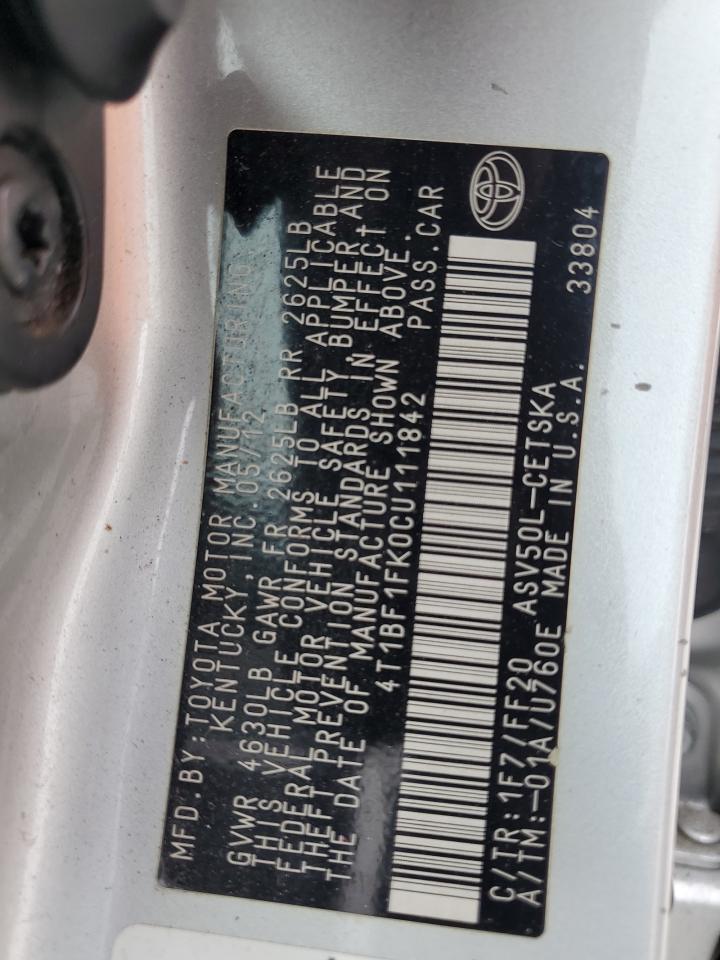 MFD.BY:TOYOTA MOTOR MANUFACTURING
KENTUCKY,INC.05/12
GVWR 4630LB GAWR FR 2625LB RR 2625LB
THIS VEHICLE CONFORMS TO ALL APPLICABLE
FEDERAL MOTOR VEHICLE SAFETY,BUMPER,AND
THEFT PREVENTION STANDARDS IN EFFECT ON
THE DATE OF MANUFACTURE SHOWN ABOVE.
4T1BF1FK0CU111842 PASS.CAR
C/TR:1F7/FF20 ASV50L-CETSKA 33804
A/TM:-01A/U760E MADE IN U.S.A.